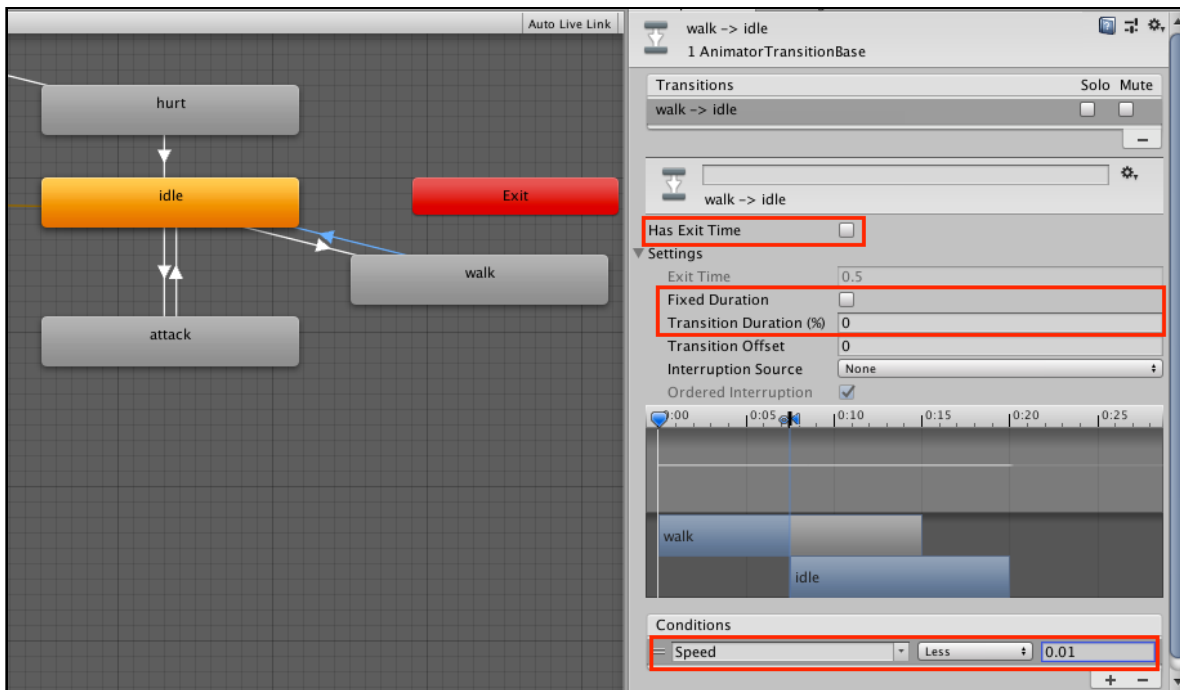 Auto Live Link
hurt
idle
Exit
walk
attack
walk -> idle
1 AnimatorTransitionBase
Transitions Solo Mute
walk -> idle
walk -> idle
Has Exit Time
Settings
Exit Time 0.5
Fixed Duration
Transition Duration (%) 0
Transition Offset 0
Interruption Source None
Ordered Interruption
0:05 0:10 0:15 0:20 0:25
walk
idle
Conditions
Speed Less 0.01